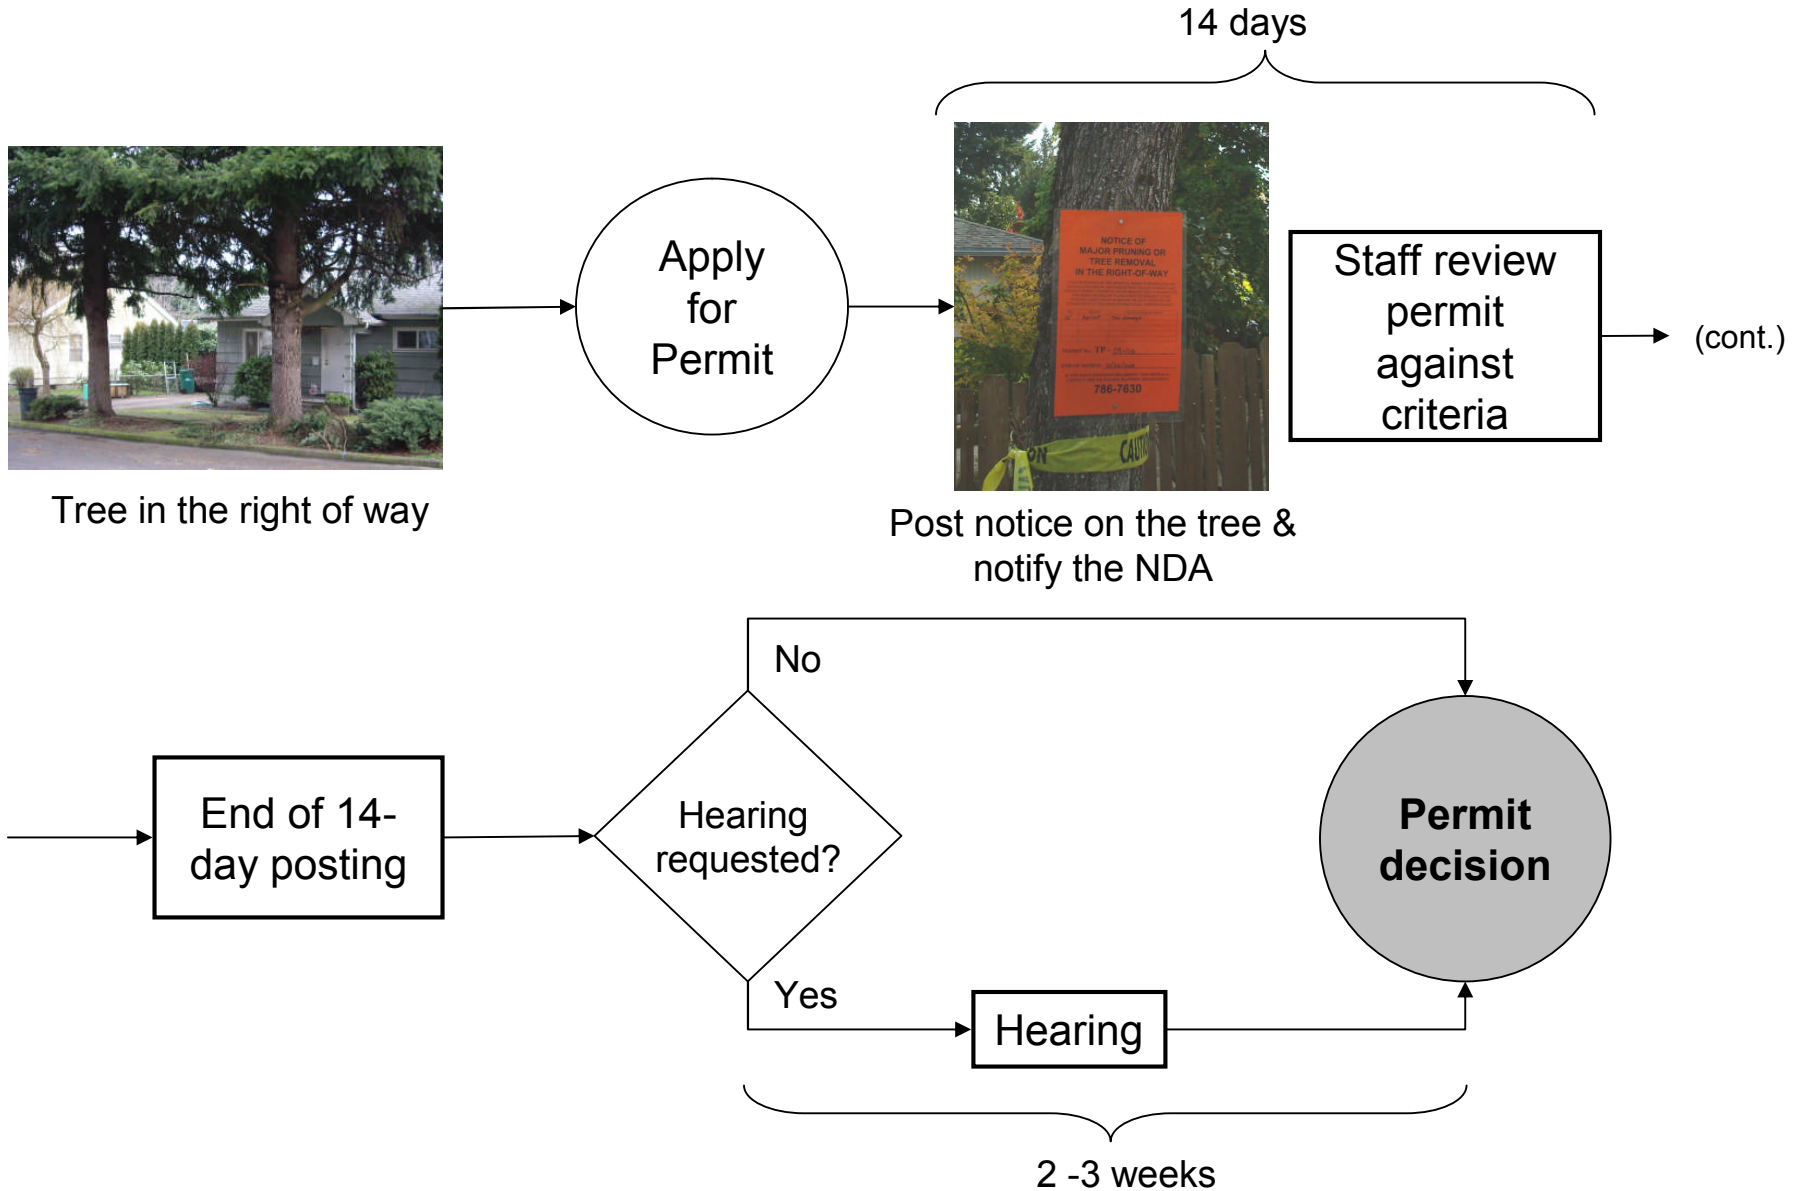 14 days
Apply
for
Permit
NOTICE OF
MAJOR PRUNING OR
TREE REMOVAL
IN THE RIGHT-OF-WAY
786-7630
CAUTIO
ON
Staff review
permit
against
criteria
(cont.)
Tree in the right of way
Post notice on the tree &
notify the NDA
No
End of 14-
day posting
Hearing
requested?
Permit
decision
Yes
Hearing
2 -3 weeks